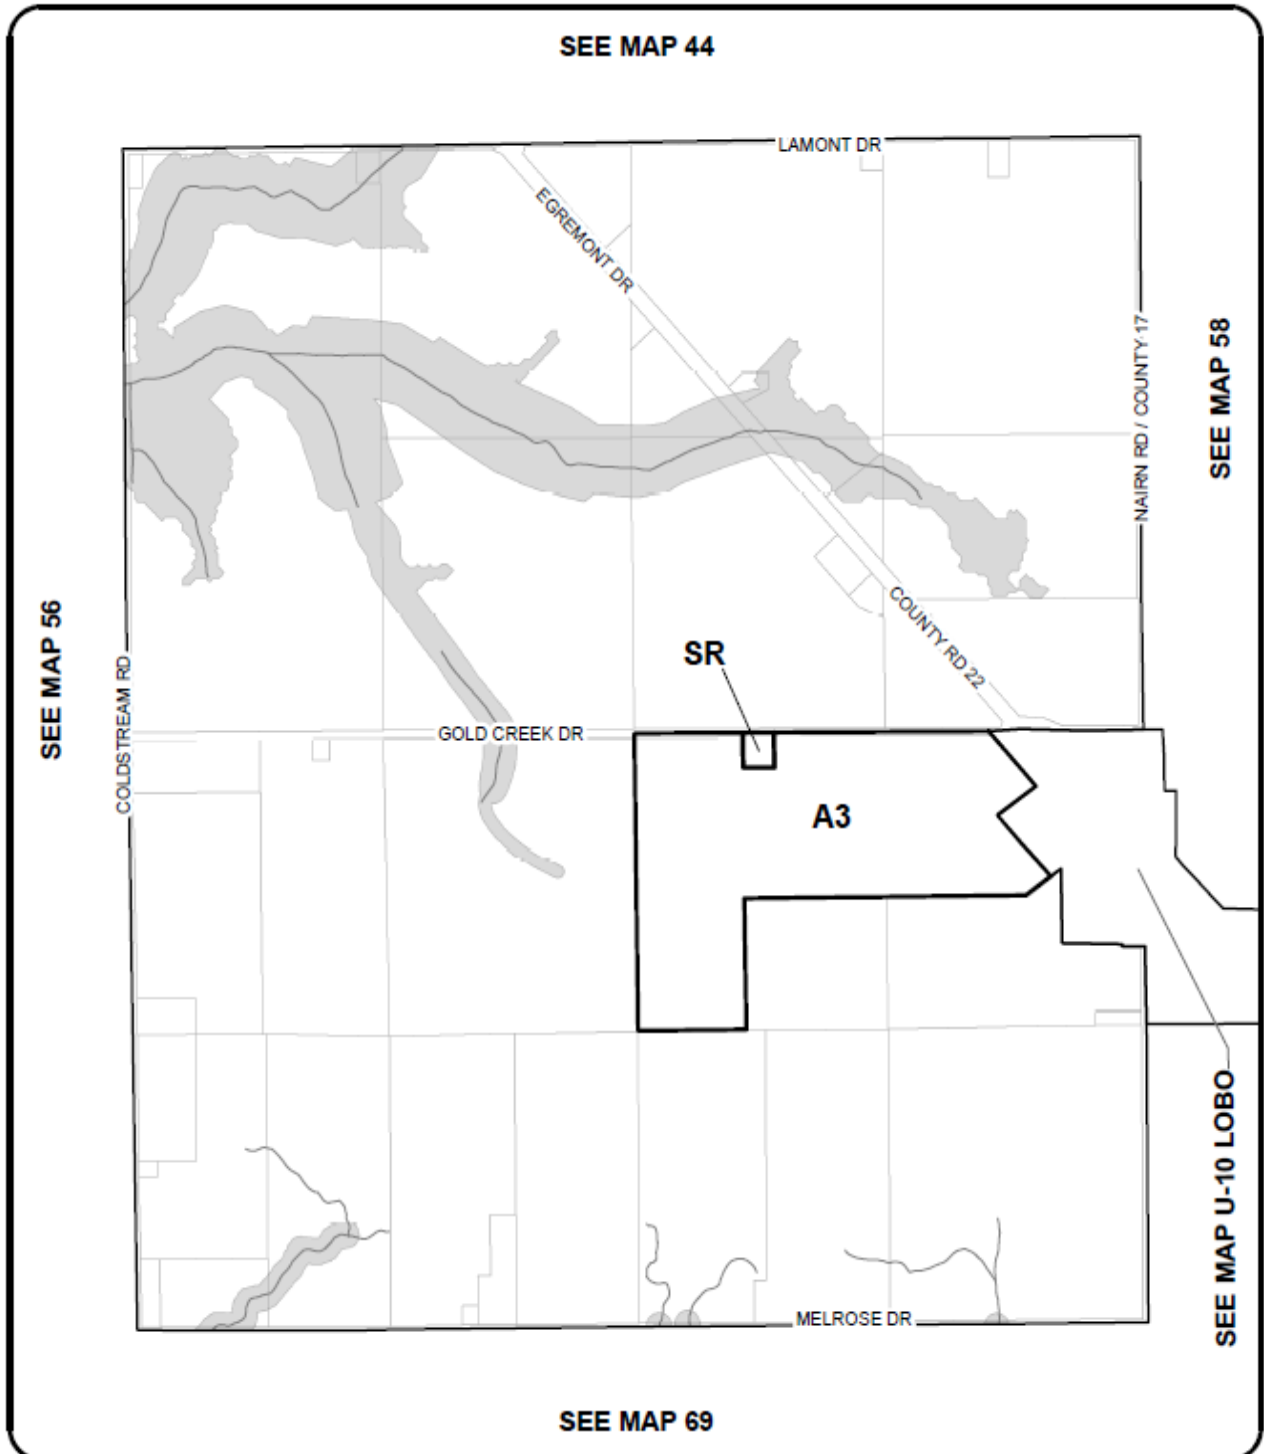 SEE MAP 44
LAMONT DR
EGREMONT DR
NAIRN RD / COUNTY 17
SEE MAP 58
SEE MAP 56
COUNTY RD 22
SR
COLDSTREAM RD
GOLD CREEK DR
A3
SEE MAP U-10 LOBO
MELROSE DR
SEE MAP 69